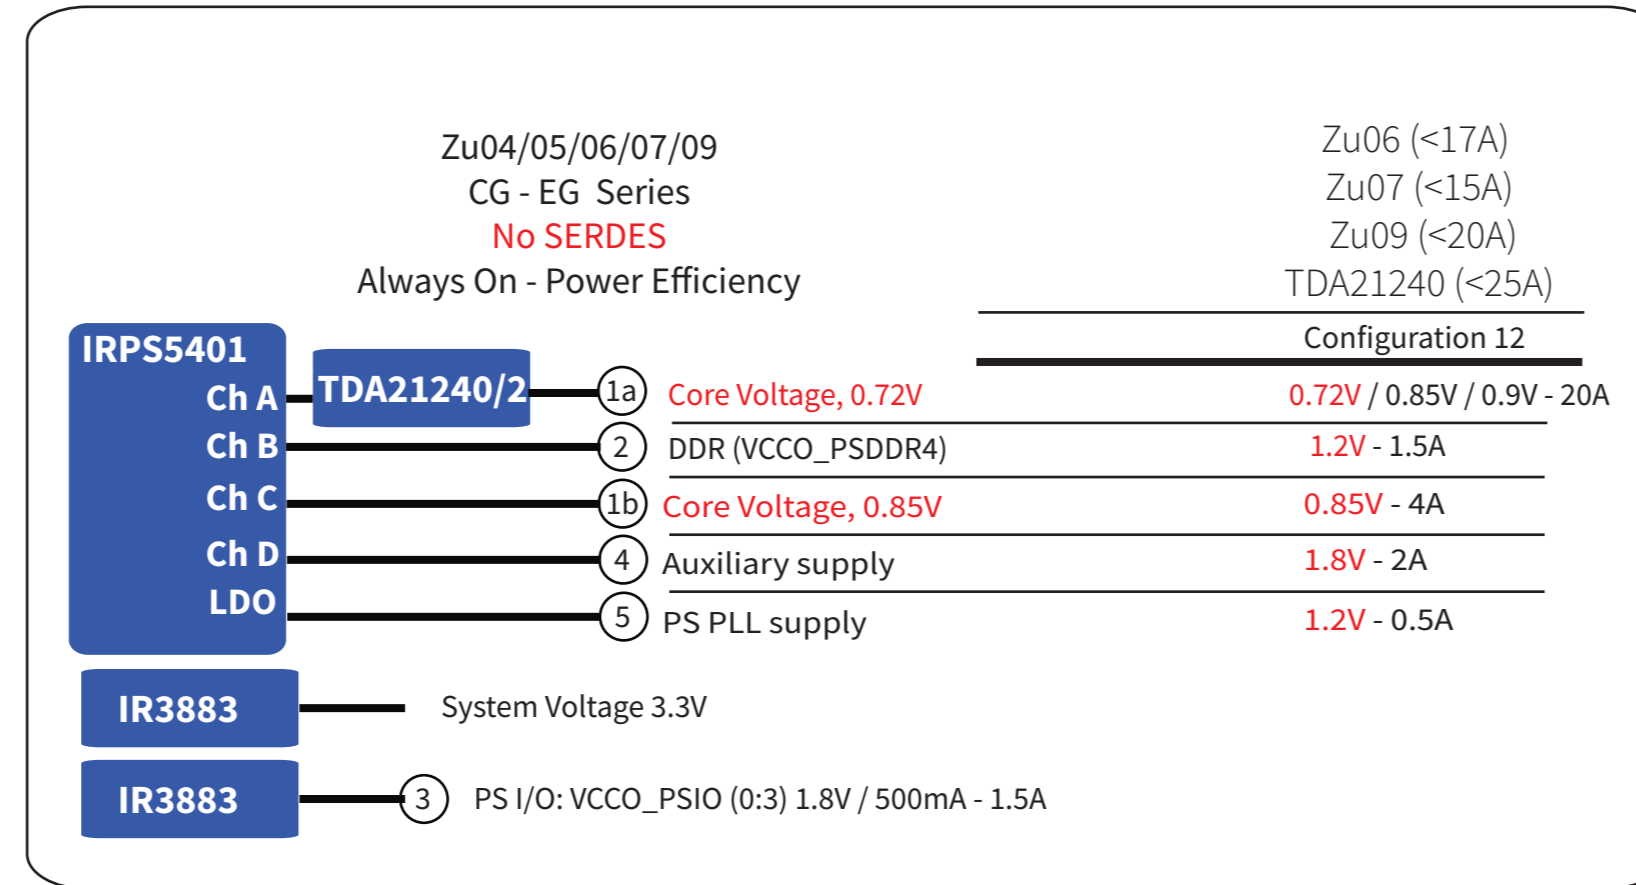 Zu04/05/06/07/09
CG - EG Series
No SERDES
Always On - Power Efficiency
Zu06 (<17A)
Zu07 (<15A)
Zu09 (<20A)
TDA21240 (<25A)
Configuration 12
IRPS5401
Ch A
TDA21240/2
1a
Core Voltage, 0.72V
0.72V / 0.85V / 0.9V - 20A
Ch B
2
DDR (VCCO_PSDDR4)
1.2V - 1.5A
Ch C
1b
Core Voltage, 0.85V
0.85V - 4A
Ch D
4
Auxiliary supply
1.8V - 2A
LDO
5
PS PLL supply
1.2V - 0.5A
IR3883
System Voltage 3.3V
IR3883
3
PS I/O: VCCO_PSIO (0:3) 1.8V / 500mA - 1.5A